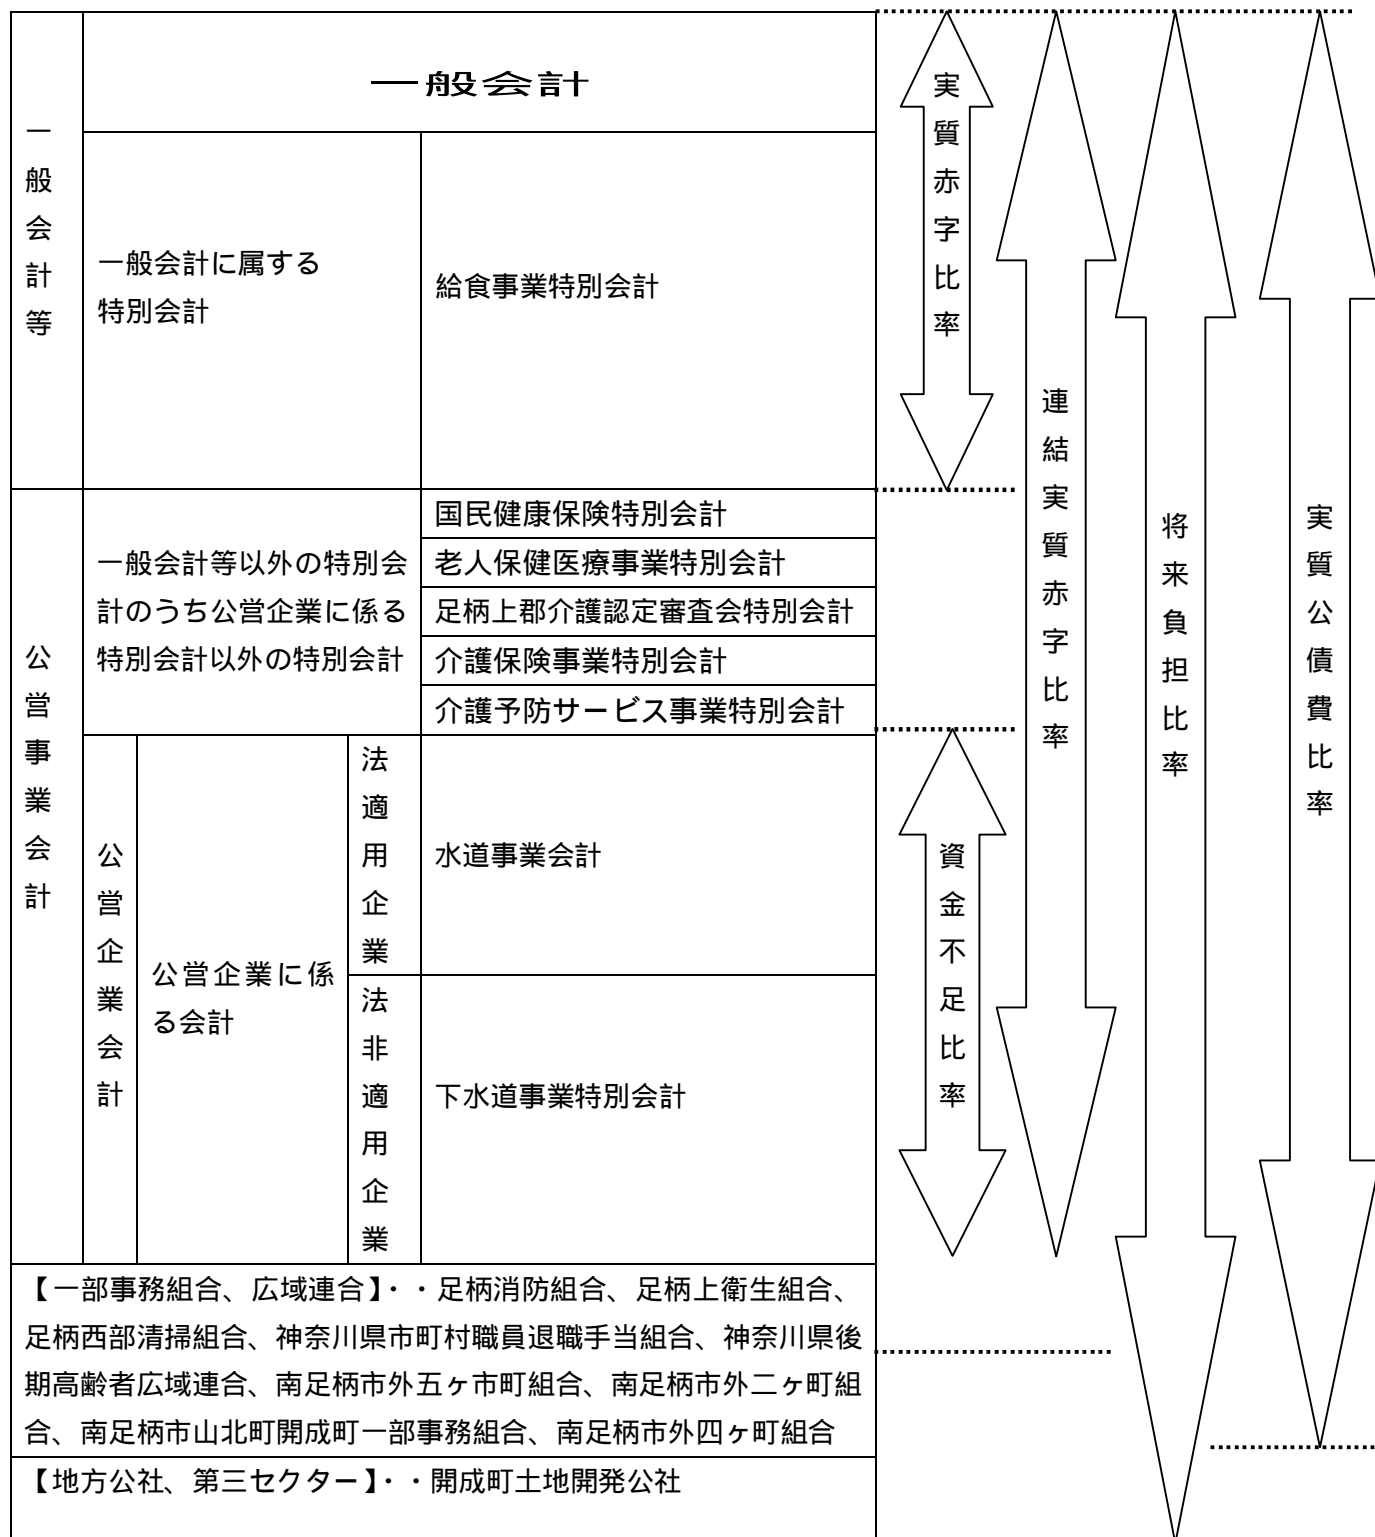 一般会計等
一般会計
一般会計に属する
特別会計
給食事業特別会計
公営事業会計
一般会計等以外の特別会
計のうち公営企業に係る
特別会計以外の特別会計
国民健康保険特別会計
老人保健医療事業特別会計
足柄上郡介護認定審査会特別会計
介護保険事業特別会計
介護予防サービス事業特別会計
公営企業会計
公営企業に係
る会計
法適用企業
水道事業会計
法非適用企業
下水道事業特別会計
【一部事務組合、広域連合】・・足柄消防組合、足柄上衛生組合、
足柄西部清掃組合、神奈川県市町村職員退職手当組合、神奈川県後
期高齢者広域連合、南足柄市外五ヶ市町組合、南足柄市外二ヶ町組
合、南足柄市山北町開成町一部事務組合、南足柄市外四ヶ町組合
【地方公社、第三セクター】・・開成町土地開発公社
実質赤字比率
資金不足比率
連結実質赤字比率
将来負担比率
実質公債費比率